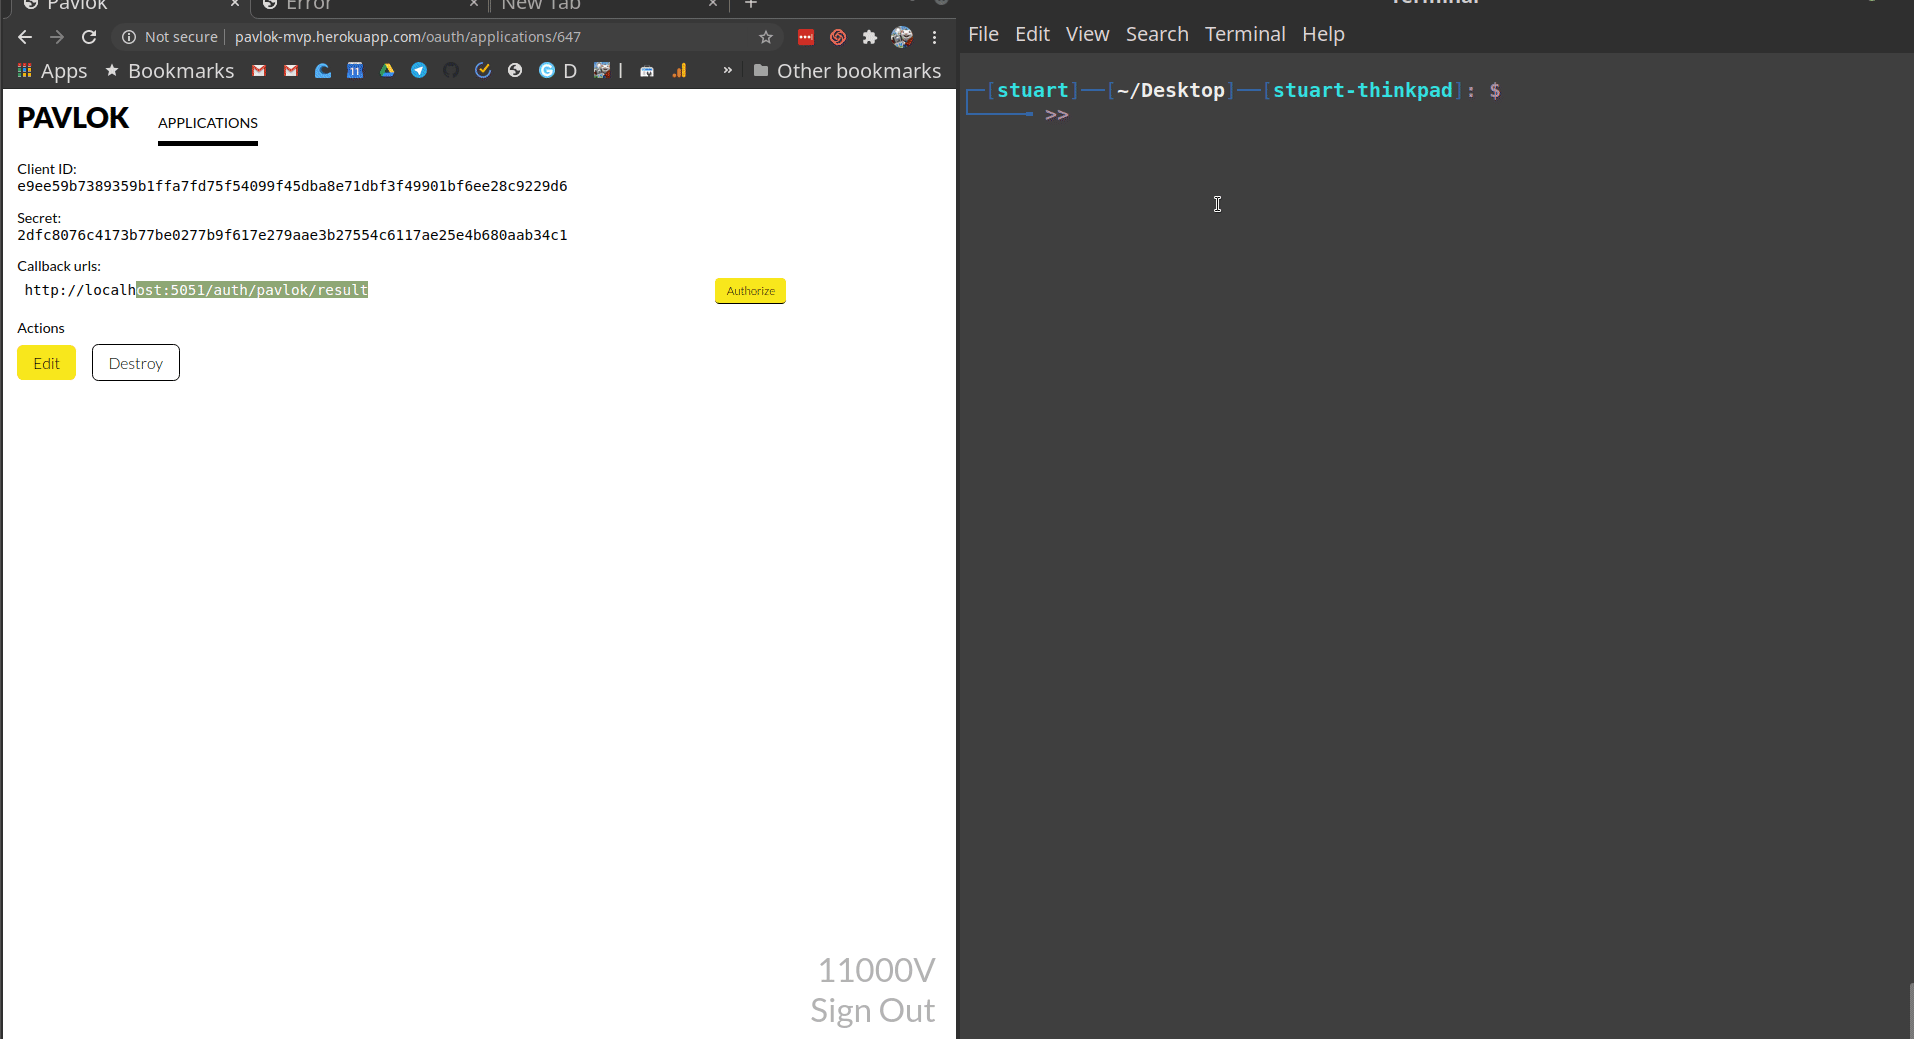 Pavlok
Error
New Tab
Terminal
Not secure
pavlok-mvp.herokuapp.com/oauth/applications/647
Apps
Bookmarks
11
D
Other bookmarks
PAVLOK
APPLICATIONS
Client ID:
e9ee59b7389359b1ffa7fd75f54099f45dba8e71dbf3f49901bf6ee28c9229d6
Secret:
2dfc8076c4173b77be0277b9f617e279aae3b27554c6117ae25e4b680aab34c1
Callback urls:
http://localhost:5051/auth/pavlok/result
Authorize
Actions
Edit
Destroy
11000V
Sign Out
File Edit View Search Terminal Help
[stuart]—[~/Desktop]—[stuart-thinkpad]: $
>>